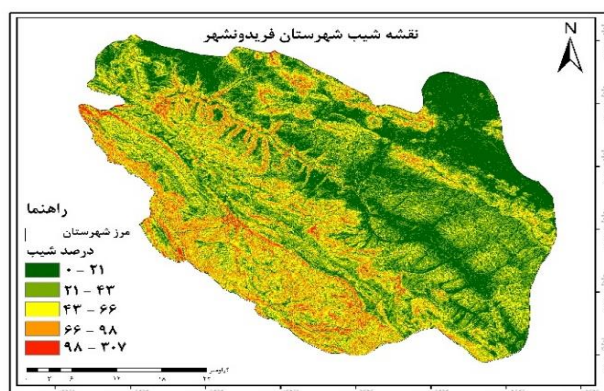 نقشه شیب شهرستان فریدونشهر
N
راهنما
مرز شهرستان
درصد شیب
۰ - ۲۱
۲۱ - ۴۳
۴۳ - ۶۶
۶۶ - ۹۸
۹۸ - ۳۰۷